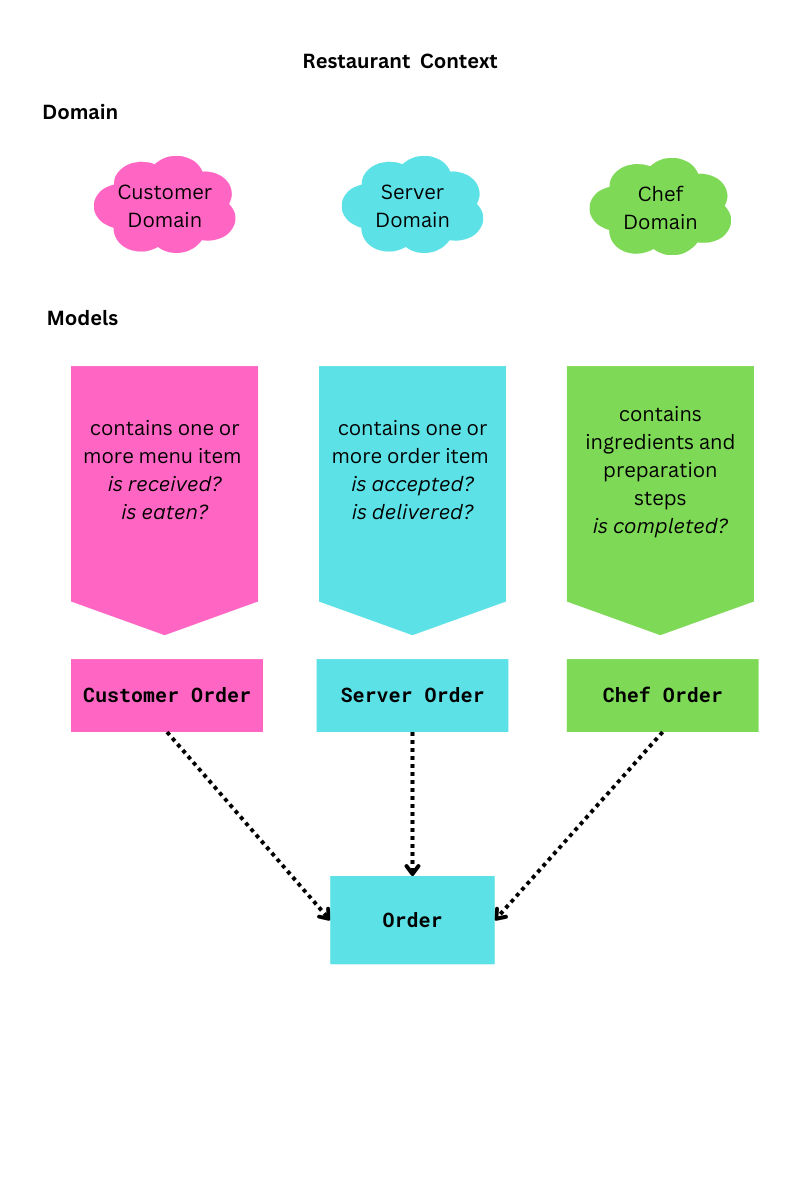 Restaurant Context
Domain
Customer
Domain
Server
Domain
Chef
Domain
Models
contains one or
more menu item
is received?
is eaten?
contains one or
more order item
is accepted?
is delivered?
contains
ingredients and
preparation
steps
is completed?
Customer Order
Server Order
Chef Order
Order